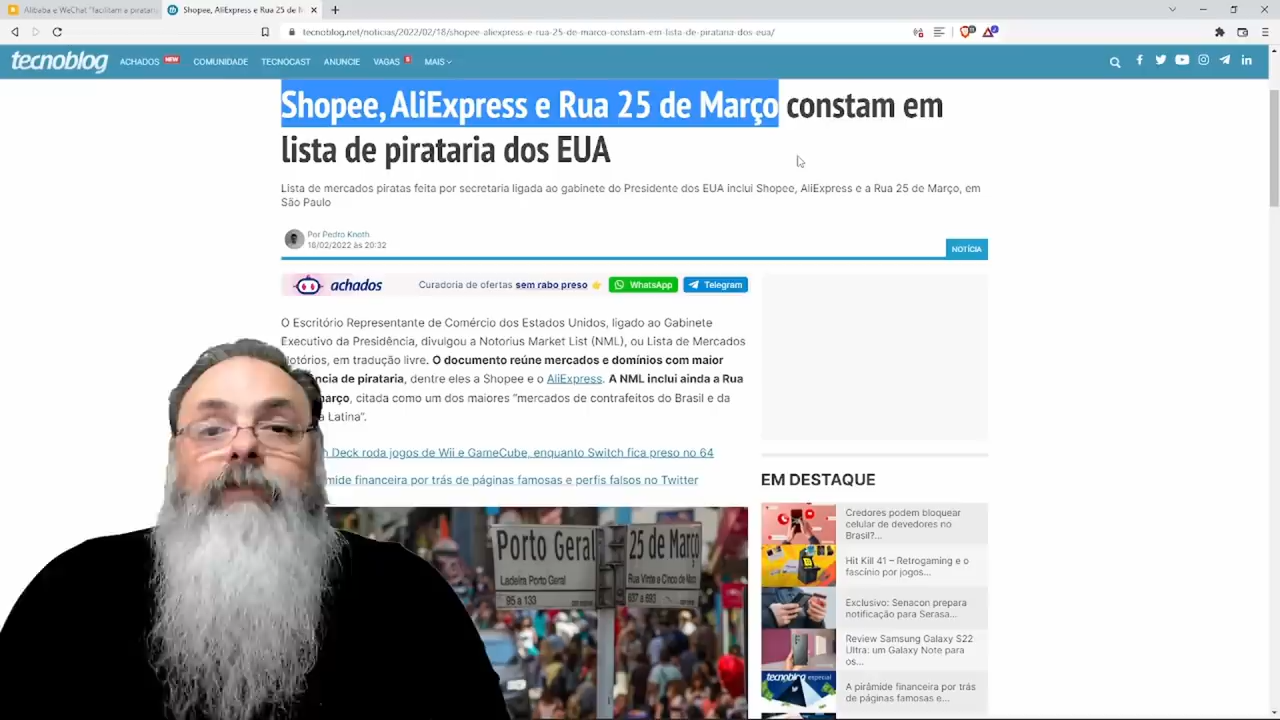 Alibaba e WeChat "facilitam a pirataria
Shopee, AliExpress e Rua 25 de M
tecnoblog.net/noticias/2022/02/18/shopee-aliexpress-e-rua-25-de-marco-constam-em-lista-de-pirataria-dos-eua/
tecnoblog
ACHADOS NEW COMUNIDADE TECNOCAST ANUNCIE VAGAS MAIS
Shopee, AliExpress e Rua 25 de Março constam em
lista de pirataria dos EUA
Lista de mercados piratas feita por secretaria ligada ao gabinete do Presidente dos EUA inclui Shopee, AliExpress e a Rua 25 de Março, em
São Paulo
Por Pedro Knoth
18/02/2022 às 20:32
NOTÍCIA
achados Curadoria de ofertas sem rabo preso WhatsApp Telegram
O Escritório Representante de Comércio dos Estados Unidos, ligado ao Gabinete
Executivo da Presidência, divulgou a Notorius Market List (NML), ou Lista de Mercados
Notórios, em tradução livre. O documento reúne mercados e domínios com maior
ncia de pirataria, dentre eles a Shopee e o AliExpress. A NML inclui ainda a Rua
arço, citada como um dos maiores "mercados de contrafeitos do Brasil e da
a Latina".
Deck roda jogos de Wii e GameCube, enquanto Switch fica preso no 64
mide financeira por trás de páginas famosas e perfis falsos no Twitter
Porto Geral
Ladeira Porto Geral
95 a 133
25 de Março
Rua Vinte e Cinco de Março
837 a 693
EM DESTAQUE
Credores podem bloquear
celular de devedores no
Brasil?...
Hit Kill 41 – Retrogaming e o
fascínio por jogos...
Exclusivo: Senacon prepara
notificação para Serasa...
Review Samsung Galaxy S22
Ultra: um Galaxy Note para
os...
tecnoblog especial
A pirâmide financeira por trás
de páginas famosas e...